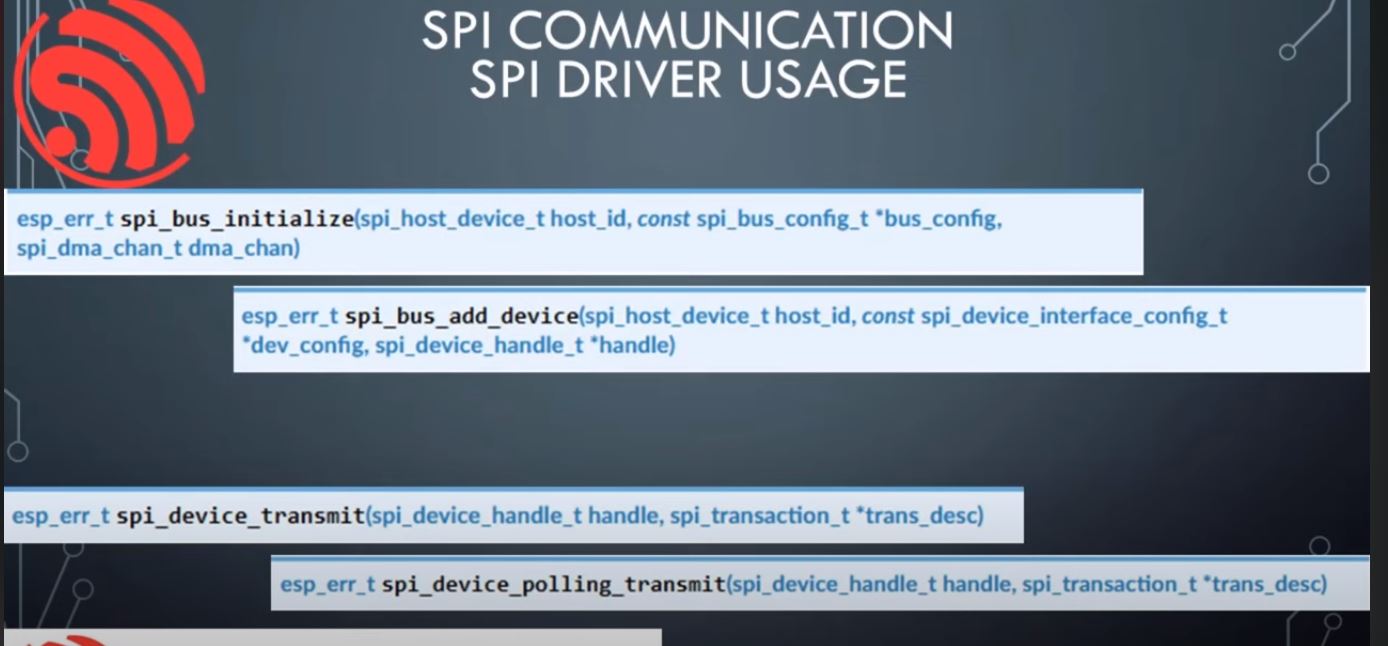 SPI COMMUNICATION
SPI DRIVER USAGE
esp_err_t spi_bus_initialize(spi_host_device_t host_id, const spi_bus_config_t *bus_config,
spi_dma_chan_t dma_chan)
esp_err_t spi_bus_add_device(spi_host_device_t host_id, const spi_device_interface_config_t
*dev_config, spi_device_handle_t *handle)
esp_err_t spi_device_transmit(spi_device_handle_t handle, spi_transaction_t *trans_desc)
esp_err_t spi_device_polling_transmit(spi_device_handle_t handle, spi_transaction_t *trans_desc)